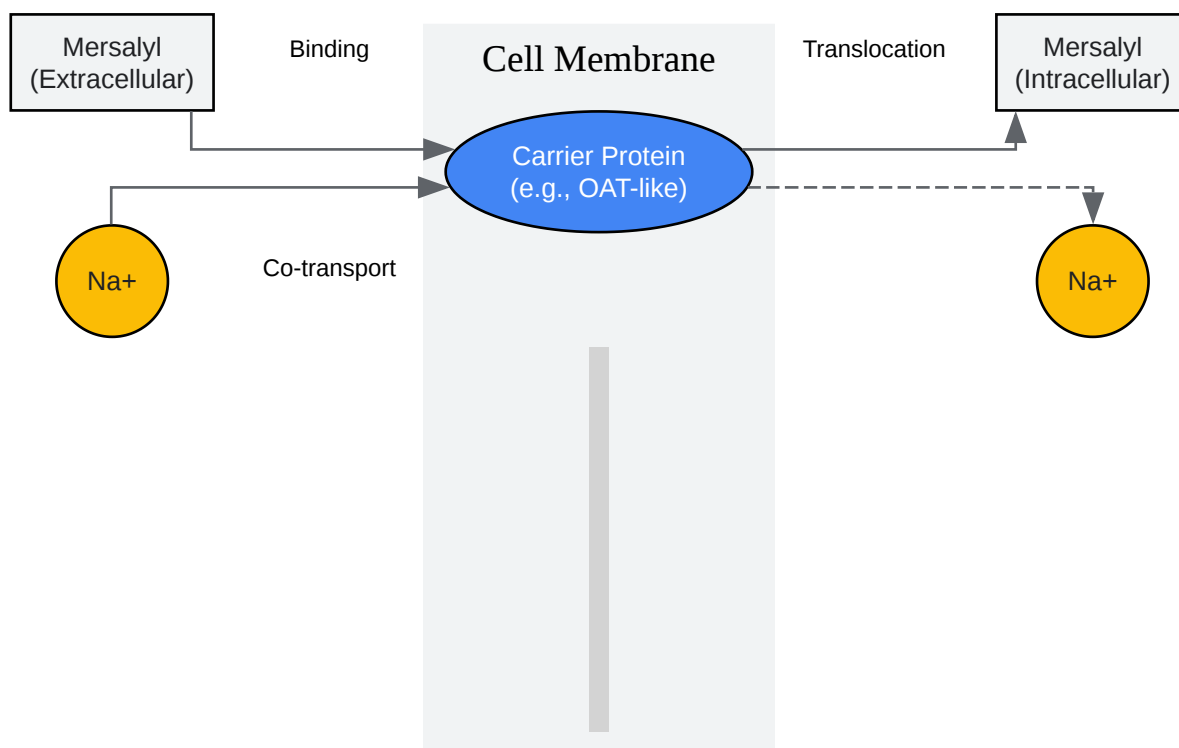 Mersalyl
(Extracellular)
Binding
Cell Membrane
Translocation
Mersalyl
(Intracellular)
Carrier Protein
(e.g., OAT-like)
Na+
Co-transport
Na+